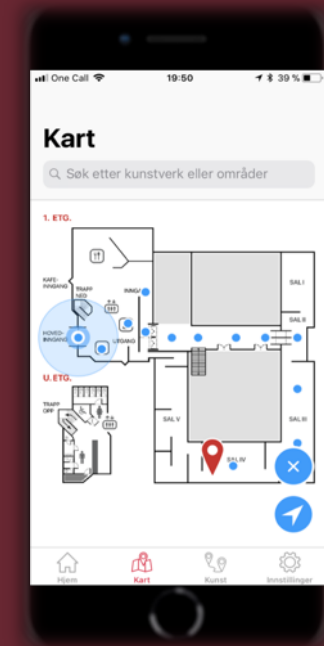 One Call 19:50 39 %
Kart
Søk etter kunstverk eller områder
1. ETG.
KAFE-
INNGANG
TRAPP
NED
INNGA
SAL I
HOVED-
INNGANG
UTGANG
SAL II
U. ETG.
TRAPP
OPP
SAL V
SAL III
SAL IV
Hjem Kart Kunst Innstillinger